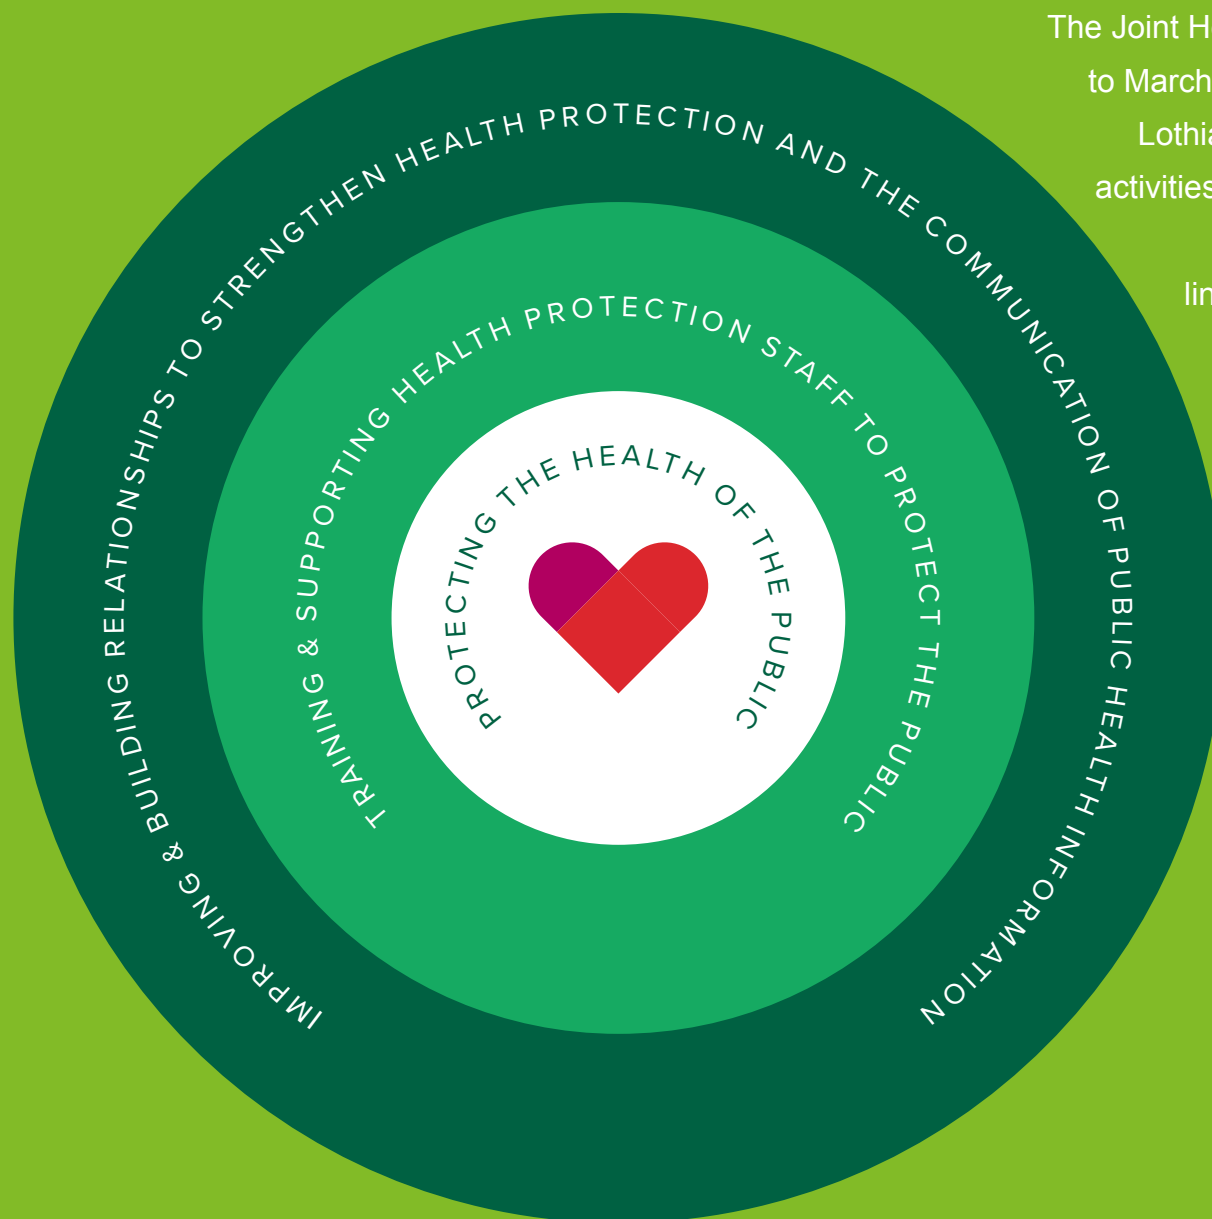 The Joint H
to March
Lothia
activities
lin
IMPROVING & BUILDING RELATIONSHIPS TO STRENGTHEN HEALTH PROTECTION AND THE COMMUNICATION OF PUBLIC HEALTH INFORMATION
TRAINING & SUPPORTING HEALTH PROTECTION STAFF TO PROTECT THE PUBLIC
PROTECTING THE HEALTH OF THE PUBLIC